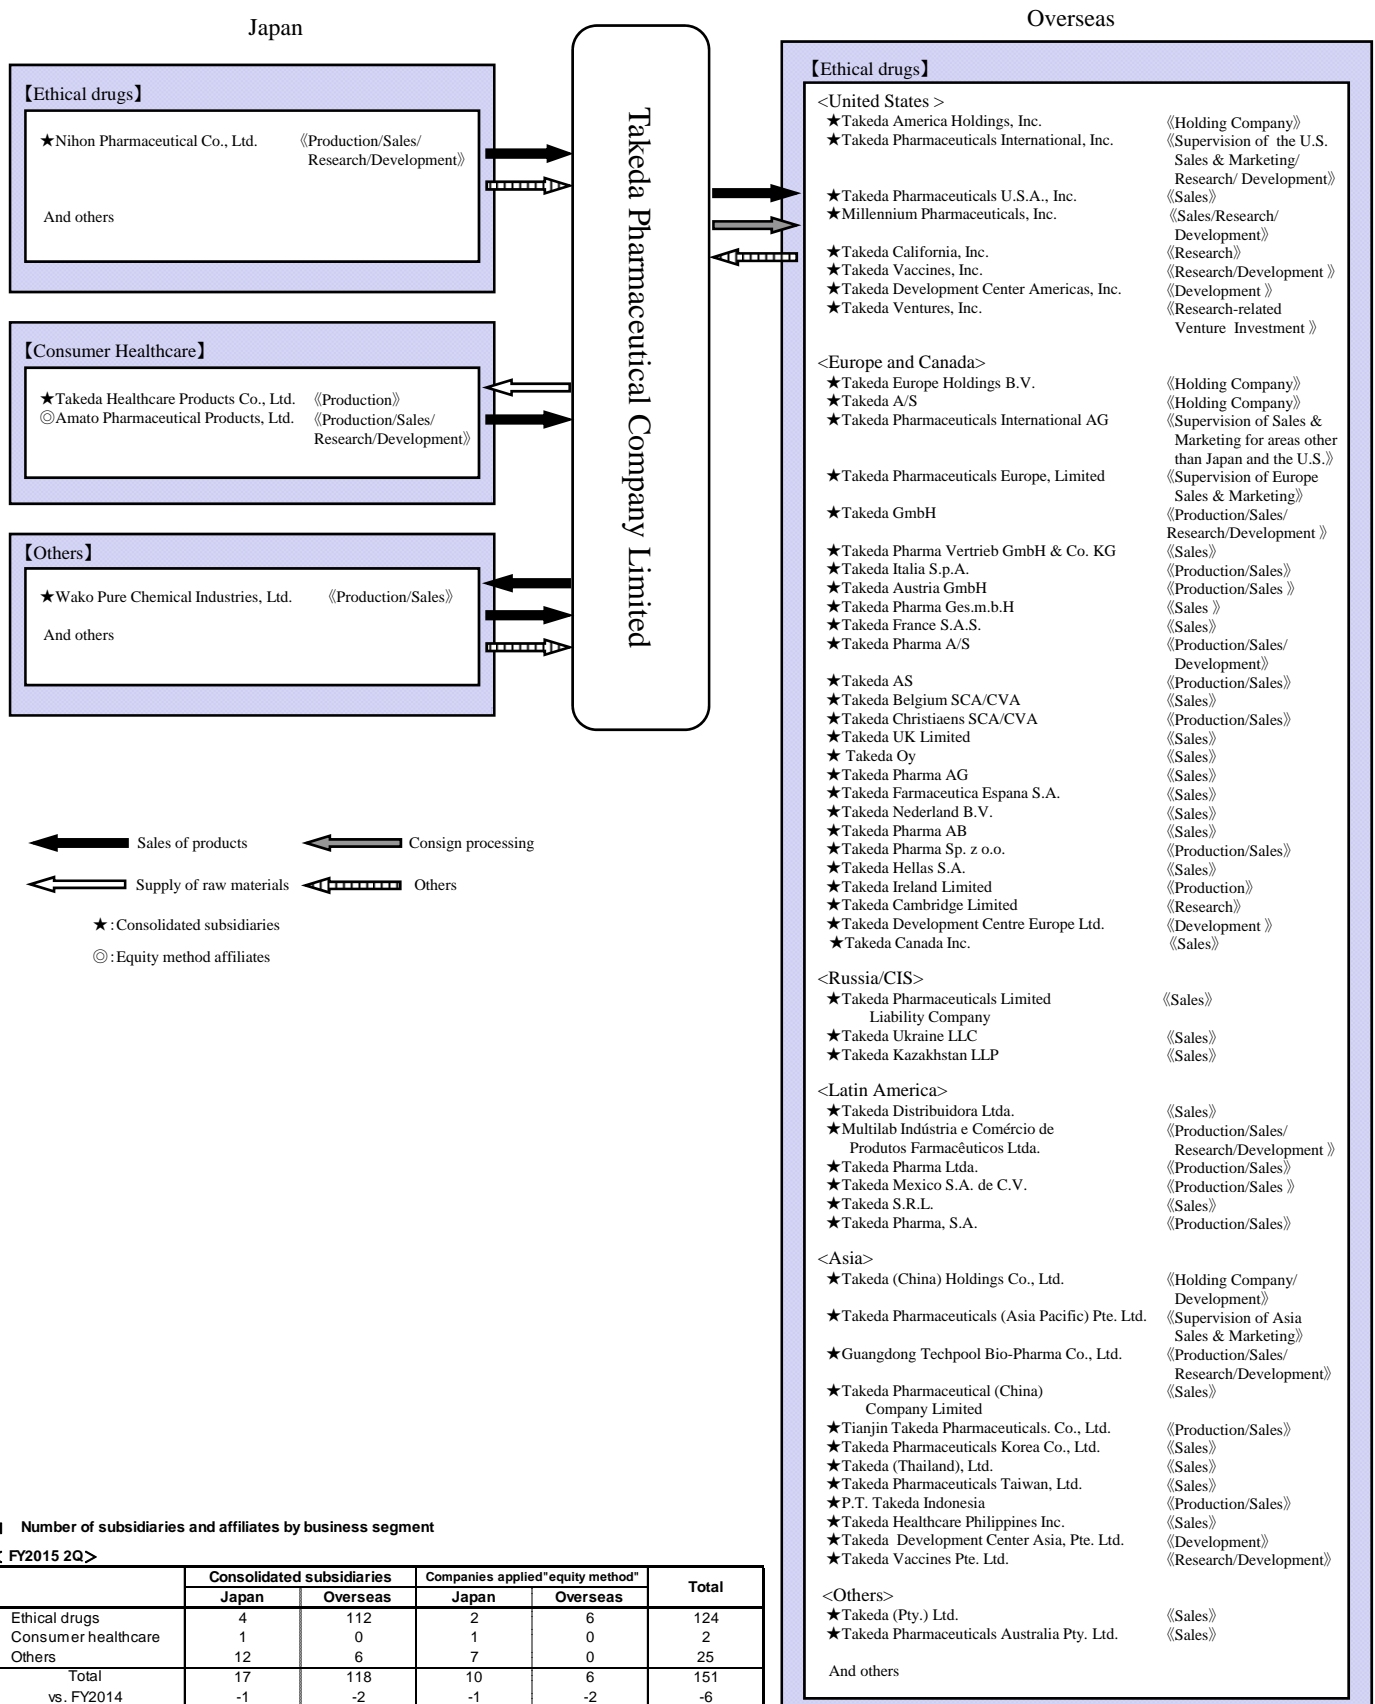 Japan
【Ethical drugs】
★Nihon Pharmaceutical Co., Ltd. 《Production/Sales/
Research/Development》
And others
【Consumer Healthcare】
★Takeda Healthcare Products Co., Ltd. 《Production》
◎Amato Pharmaceutical Products, Ltd. 《Production/Sales/
Research/Development》
【Others】
★Wako Pure Chemical Industries, Ltd. 《Production/Sales》
And others
Takeda Pharmaceutical Company Limited
Overseas
【Ethical drugs】
<United States >
★Takeda America Holdings, Inc. 《Holding Company》
★Takeda Pharmaceuticals International, Inc. 《Supervision of the U.S.
Sales & Marketing/
Research/ Development》
★Takeda Pharmaceuticals U.S.A., Inc. 《Sales》
★Millennium Pharmaceuticals, Inc. 《Sales/Research/
Development》
★Takeda California, Inc. 《Research》
★Takeda Vaccines, Inc. 《Research/Development 》
★Takeda Development Center Americas, Inc. 《Development 》
★Takeda Ventures, Inc. 《Research-related
Venture Investment 》
<Europe and Canada>
★Takeda Europe Holdings B.V. 《Holding Company》
★Takeda A/S 《Holding Company》
★Takeda Pharmaceuticals International AG 《Supervision of Sales &
Marketing for areas other
than Japan and the U.S.》
★Takeda Pharmaceuticals Europe, Limited 《Supervision of Europe
Sales & Marketing》
★Takeda GmbH 《Production/Sales/
Research/Development 》
★Takeda Pharma Vertrieb GmbH & Co. KG 《Sales》
★Takeda Italia S.p.A. 《Production/Sales》
★Takeda Austria GmbH 《Production/Sales 》
★Takeda Pharma Ges.m.b.H 《Sales 》
★Takeda France S.A.S. 《Sales》
★Takeda Pharma A/S 《Production/Sales/
Development》
★Takeda AS 《Production/Sales》
★Takeda Belgium SCA/CVA 《Sales》
★Takeda Christiaens SCA/CVA 《Production/Sales》
★Takeda UK Limited 《Sales》
★ Takeda Oy 《Sales》
★Takeda Pharma AG 《Sales》
★Takeda Farmaceutica Espana S.A. 《Sales》
★Takeda Nederland B.V. 《Sales》
★Takeda Pharma AB 《Sales》
★Takeda Pharma Sp. z o.o. 《Production/Sales》
★Takeda Hellas S.A. 《Sales》
★Takeda Ireland Limited 《Production》
★Takeda Cambridge Limited 《Research》
★Takeda Development Centre Europe Ltd. 《Development 》
★Takeda Canada Inc. 《Sales》
<Russia/CIS>
★Takeda Pharmaceuticals Limited 《Sales》
Liability Company
★Takeda Ukraine LLC 《Sales》
★Takeda Kazakhstan LLP 《Sales》
<Latin America>
★Takeda Distribuidora Ltda. 《Sales》
★Multilab Indústria e Comércio de 《Production/Sales/
Produtos Farmacêuticos Ltda. Research/Development 》
★Takeda Pharma Ltda. 《Production/Sales》
★Takeda Mexico S.A. de C.V. 《Production/Sales 》
★Takeda S.R.L. 《Sales》
★Takeda Pharma, S.A. 《Production/Sales》
<Asia>
★Takeda (China) Holdings Co., Ltd. 《Holding Company/
Development》
★Takeda Pharmaceuticals (Asia Pacific) Pte. Ltd. 《Supervision of Asia
Sales & Marketing》
★Guangdong Techpool Bio-Pharma Co., Ltd. 《Production/Sales/
Research/Development》
★Takeda Pharmaceutical (China) 《Sales》
Company Limited
★Tianjin Takeda Pharmaceuticals. Co., Ltd. 《Production/Sales》
★Takeda Pharmaceuticals Korea Co., Ltd. 《Sales》
★Takeda (Thailand), Ltd. 《Sales》
★Takeda Pharmaceuticals Taiwan, Ltd. 《Sales》
★P.T. Takeda Indonesia 《Production/Sales》
★Takeda Healthcare Philippines Inc. 《Sales》
★Takeda Development Center Asia, Pte. Ltd. 《Development》
★Takeda Vaccines Pte. Ltd. 《Research/Development》
<Others>
★Takeda (Pty.) Ltd. 《Sales》
★Takeda Pharmaceuticals Australia Pty. Ltd. 《Sales》
And others
Sales of products Consign processing
Supply of raw materials Others
★:Consolidated subsidiaries
◎:Equity method affiliates
Number of subsidiaries and affiliates by business segment
FY2015 2Q>
Consolidated subsidiaries Companies applied"equity method" Total
Japan Overseas Japan Overseas
Ethical drugs 4 112 2 6 124
Consumer healthcare 1 0 1 0 2
Others 12 6 7 0 25
Total 17 118 10 6 151
vs. FY2014 -1 -2 -1 -2 -6